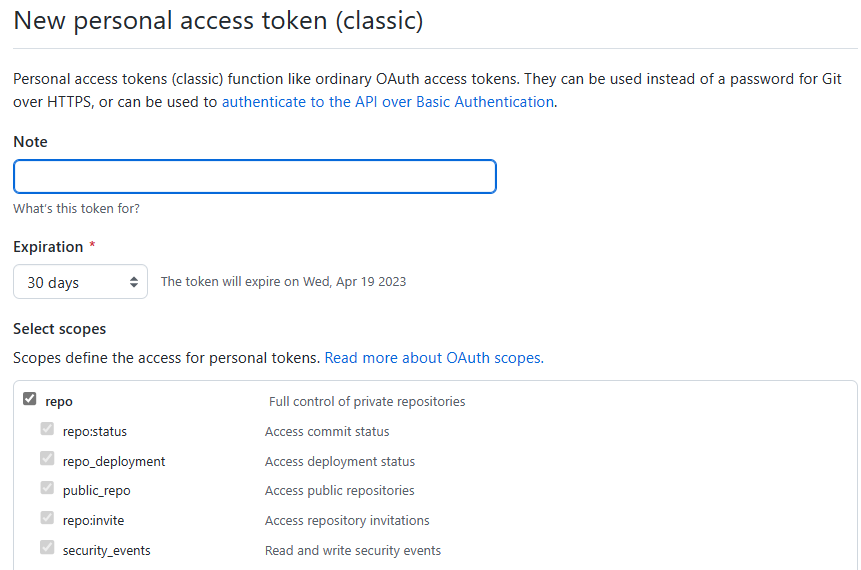 New personal access token (classic)
Personal access tokens (classic) function like ordinary OAuth access tokens. They can be used instead of a password for Git
over HTTPS, or can be used to authenticate to the API over Basic Authentication.
Note
What's this token for?
Expiration *
30 days The token will expire on Wed, Apr 19 2023
Select scopes
Scopes define the access for personal tokens. Read more about OAuth scopes.
repo Full control of private repositories
repo:status Access commit status
repo_deployment Access deployment status
public_repo Access public repositories
repo:invite Access repository invitations
security_events Read and write security events